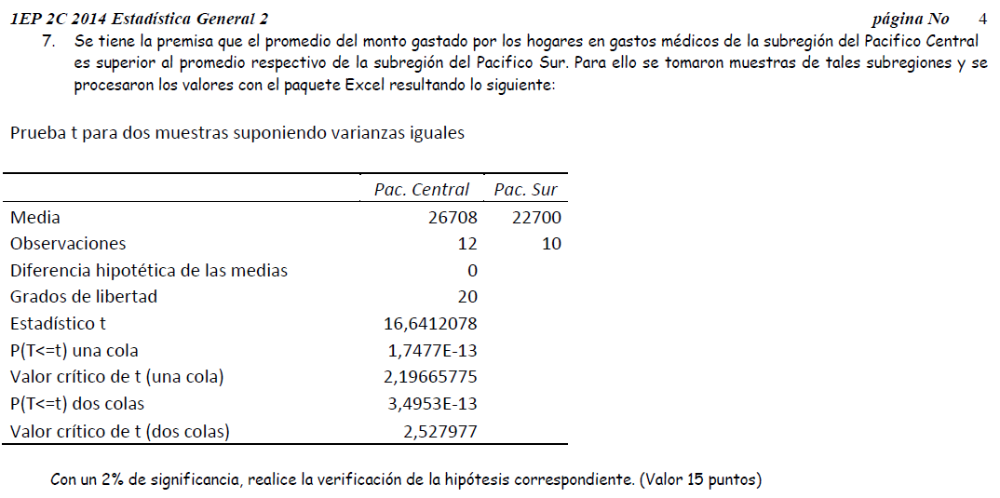 1EP 2C 2014 Estadística General 2 página No 4
7. Se tiene la premisa que el promedio del monto gastado por los hogares en gastos médicos de la subregión del Pacifico Central
es superior al promedio respectivo de la subregión del Pacifico Sur. Para ello se tomaron muestras de tales subregiones y se
procesaron los valores con el paquete Excel resultando lo siguiente:
Prueba t para dos muestras suponiendo varianzas iguales
Pac. Central Pac. Sur
Media 26708 22700
Observaciones 12 10
Diferencia hipotética de las medias 0
Grados de libertad 20
Estadístico t 16,6412078
P(T<=t) una cola 1,7477E-13
Valor crítico de t (una cola) 2,19665775
P(T<=t) dos colas 3,4953E-13
Valor crítico de t (dos colas) 2,527977
Con un 2% de significancia, realice la verificación de la hipótesis correspondiente. (Valor 15 puntos)